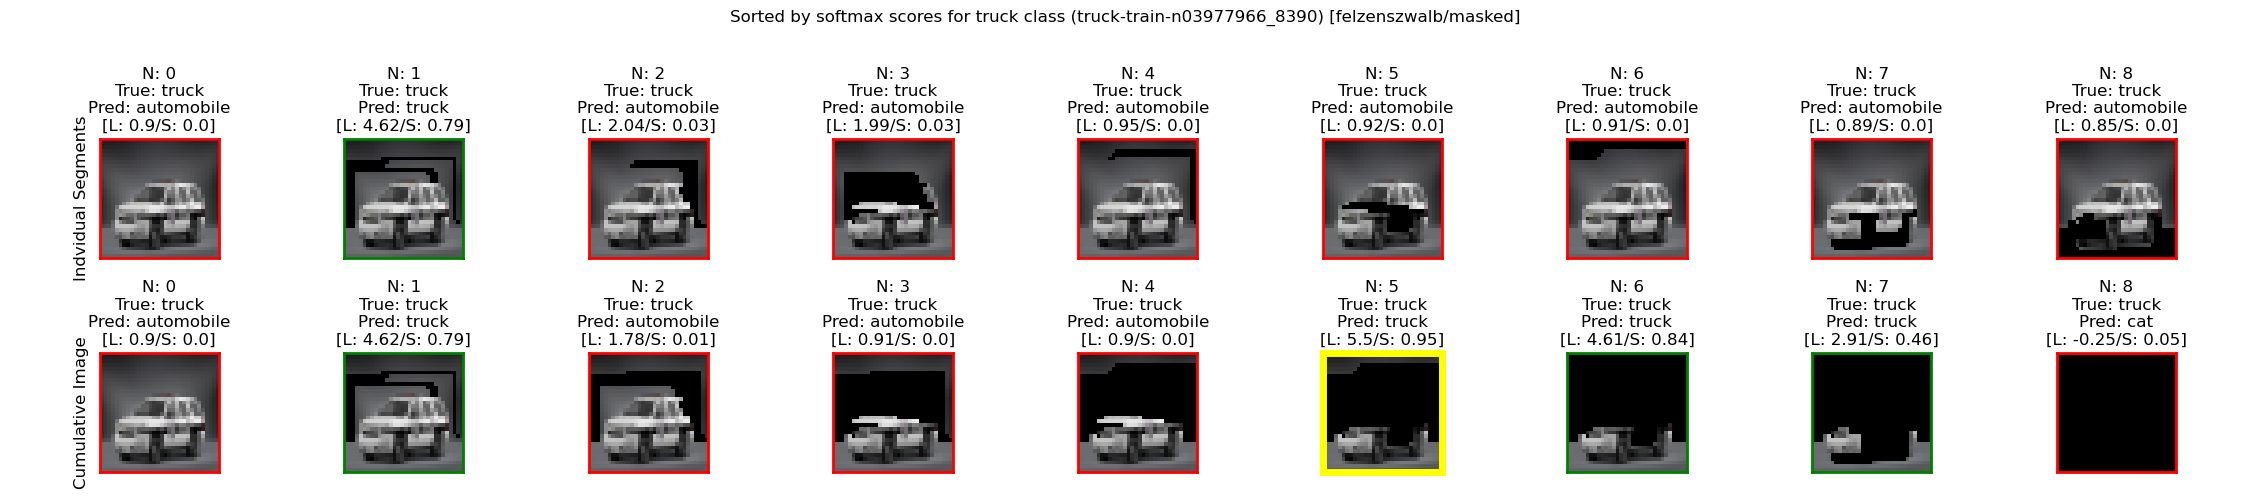 Sorted by softmax scores for truck class (truck-train-n03977966_8390) [felzenszwalb/masked]
Indvidual Segments
N: 0
True: truck
Pred: automobile
[L: 0.9/S: 0.0]
N: 1
True: truck
Pred: truck
[L: 4.62/S: 0.79]
N: 2
True: truck
Pred: automobile
[L: 2.04/S: 0.03]
N: 3
True: truck
Pred: automobile
[L: 1.99/S: 0.03]
N: 4
True: truck
Pred: automobile
[L: 0.95/S: 0.0]
N: 5
True: truck
Pred: automobile
[L: 0.92/S: 0.0]
N: 6
True: truck
Pred: automobile
[L: 0.91/S: 0.0]
N: 7
True: truck
Pred: automobile
[L: 0.89/S: 0.0]
N: 8
True: truck
Pred: automobile
[L: 0.85/S: 0.0]
Cumulative Image
N: 0
True: truck
Pred: automobile
[L: 0.9/S: 0.0]
N: 1
True: truck
Pred: truck
[L: 4.62/S: 0.79]
N: 2
True: truck
Pred: automobile
[L: 1.78/S: 0.01]
N: 3
True: truck
Pred: automobile
[L: 0.91/S: 0.0]
N: 4
True: truck
Pred: automobile
[L: 0.9/S: 0.0]
N: 5
True: truck
Pred: truck
[L: 5.5/S: 0.95]
N: 6
True: truck
Pred: truck
[L: 4.61/S: 0.84]
N: 7
True: truck
Pred: truck
[L: 2.91/S: 0.46]
N: 8
True: truck
Pred: cat
[L: -0.25/S: 0.05]